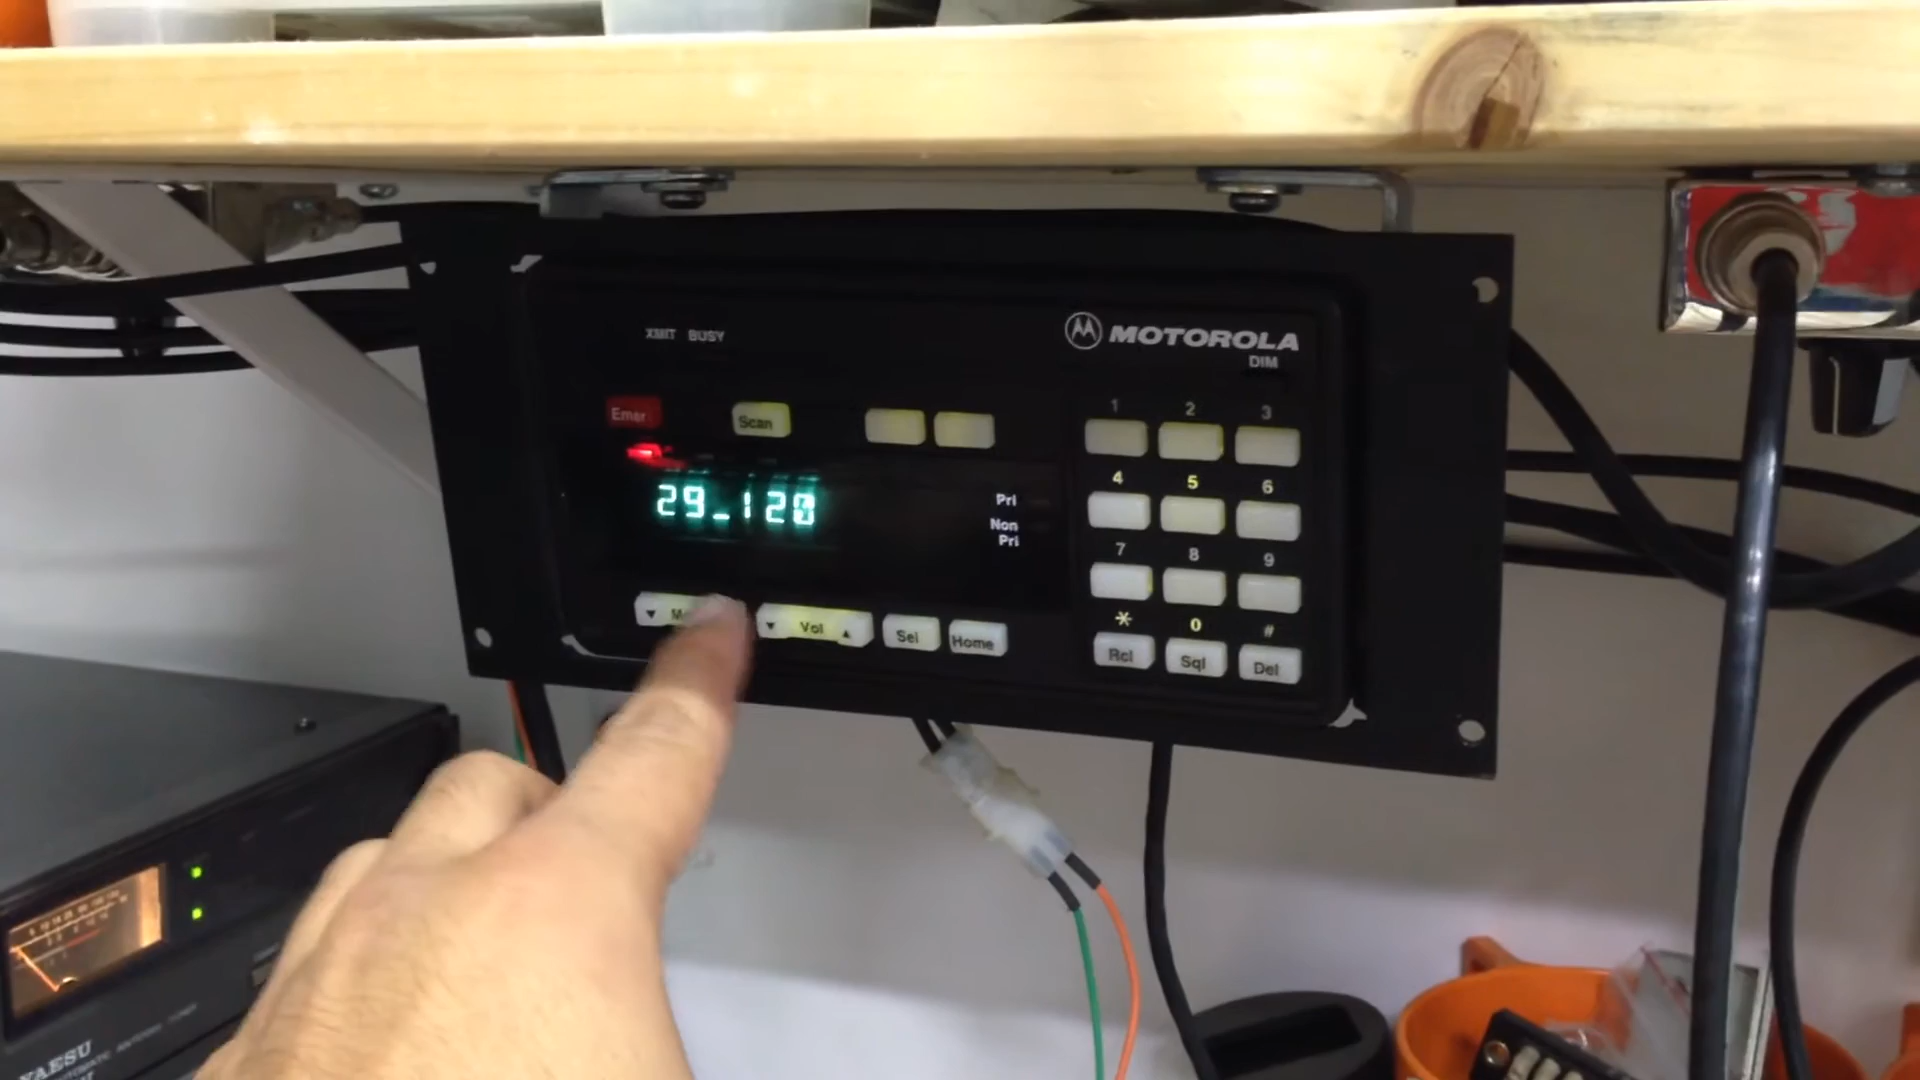 XMIT BUSY
MOTOROLA
DIM
Emer
Scan
29_120
Pri
Non
Pri
1 2 3
4 5 6
7 8 9
* 0 #
▼ ▼ Vol ▲ Sel Home
Rcl Sql Del
YAESU